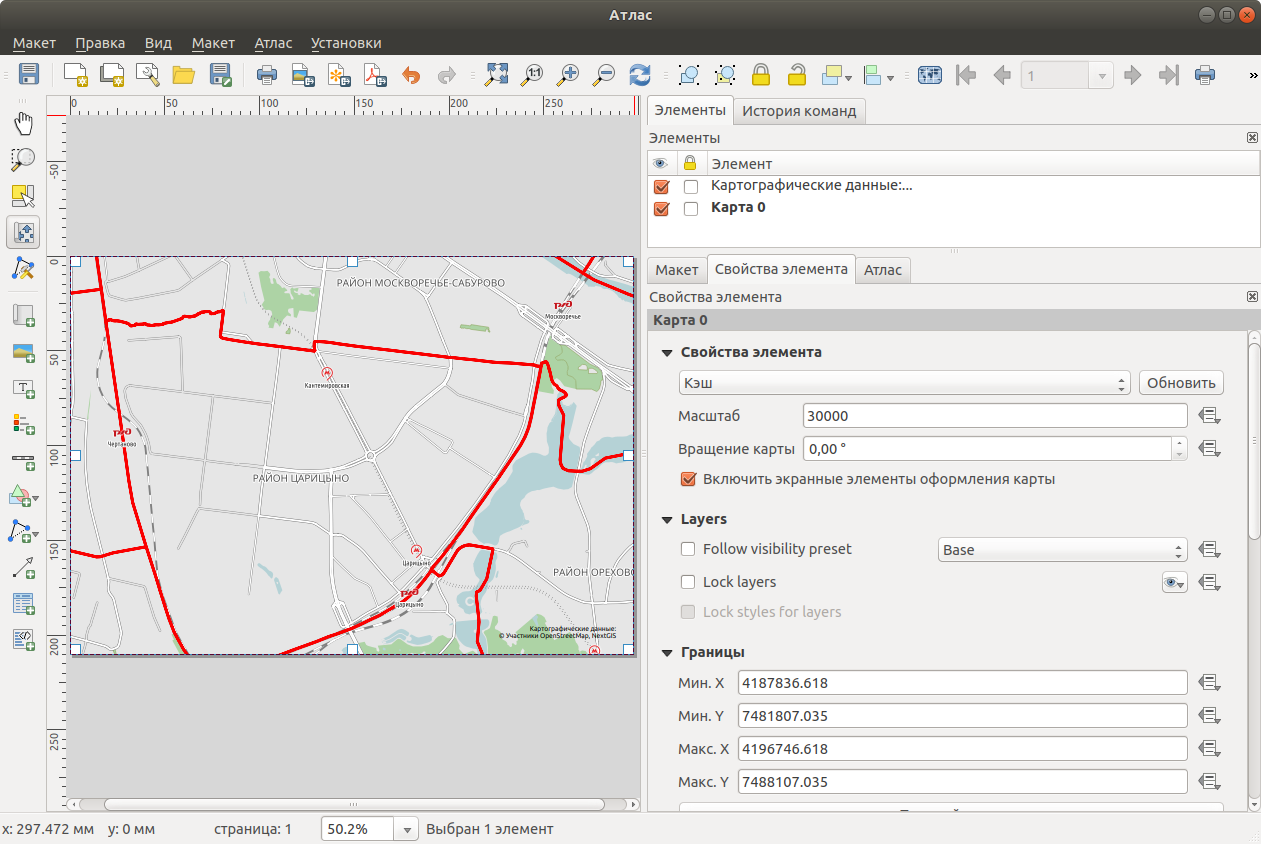 Атлас
Макет Правка Вид Макет Атлас Установки
1:1
1
»
0 50 100 150 200 250
-50
0
50
100
150
200
250
РАЙОН МОСКВОРЕЧЬЕ-САБУРОВО
Москворечье
Кантемировская
Чертаново
РАЙОН ЦАРИЦЫНО
Царицыно
РАЙОН ОРЕХОВО
Царицыно
Картографические данные:
© Участники OpenStreetMap, NextGIS
Элементы История команд
Элементы
Элемент
Картографические данные:...
Карта 0
Макет Свойства элемента Атлас
Свойства элемента
Карта 0
Свойства элемента
Кэш Обновить
Масштаб 30000
Вращение карты 0,00 °
Включить экранные элементы оформления карты
Layers
Follow visibility preset Base
Lock layers
Lock styles for layers
Границы
Мин. X 4187836.618
Мин. Y 7481807.035
Макс. X 4196746.618
Макс. Y 7488107.035
x: 297.472 мм y: 0 мм страница: 1 50.2% Выбран 1 элемент